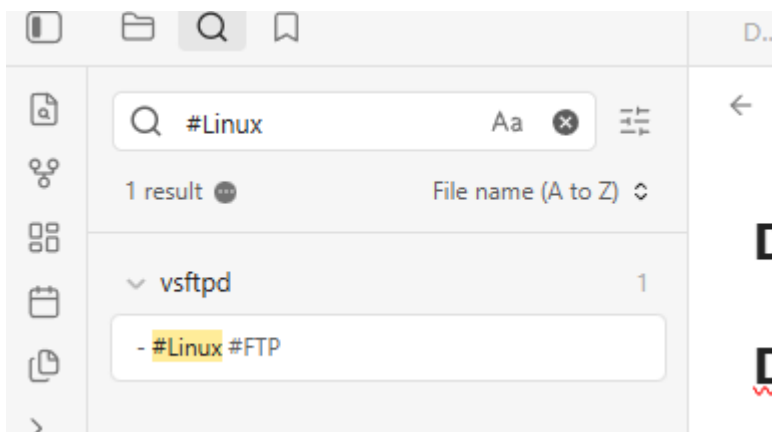 D..
#Linux Aa
1 result File name (A to Z)
vsftpd 1
- #Linux #FTP
D
D